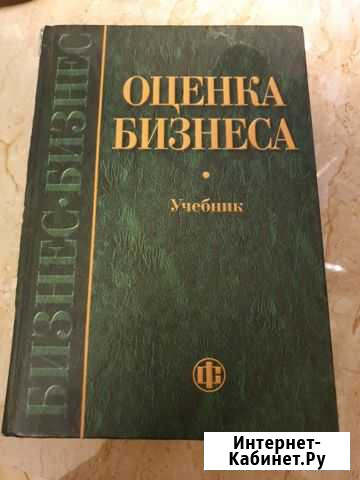 БИЗНЕС·БИЗНЕС
ОЦЕНКА
БИЗНЕСА
Учебник
Интернет-
Кабинет.Ру